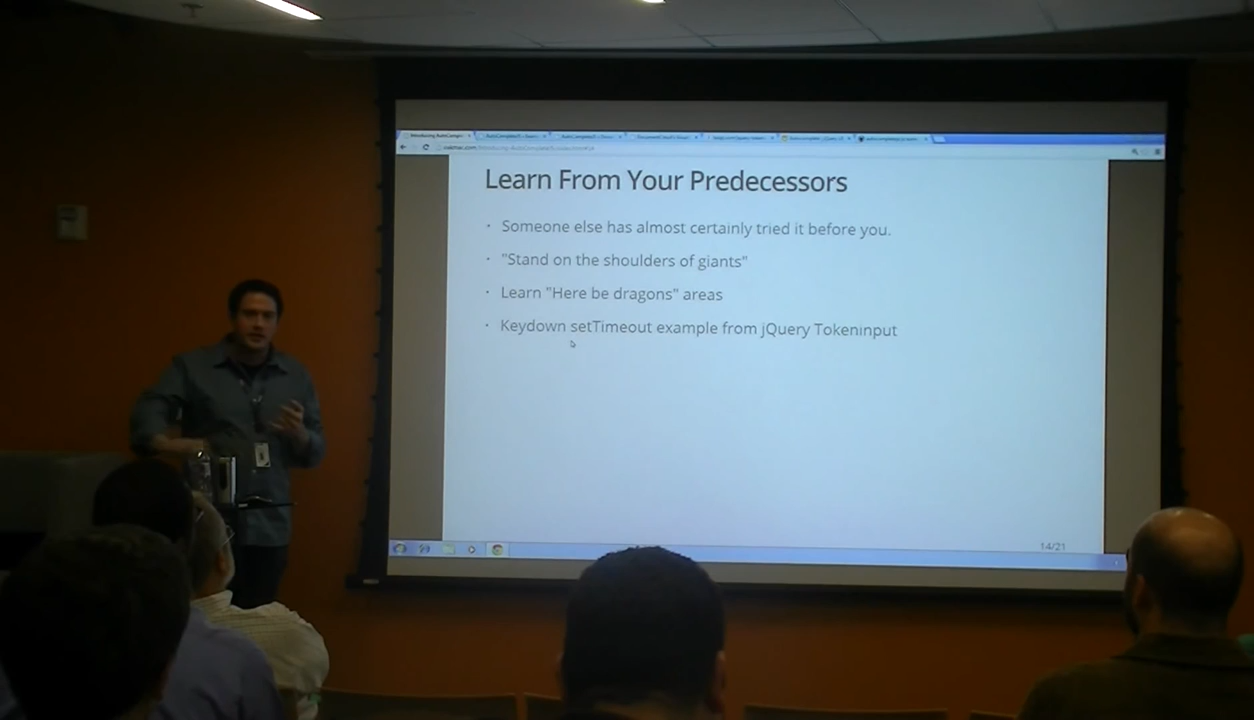 Learn From Your Predecessors
· Someone else has almost certainly tried it before you.
· "Stand on the shoulders of giants"
· Learn "Here be dragons" areas
· Keydown setTimeout example from jQuery Tokeninput
14/21